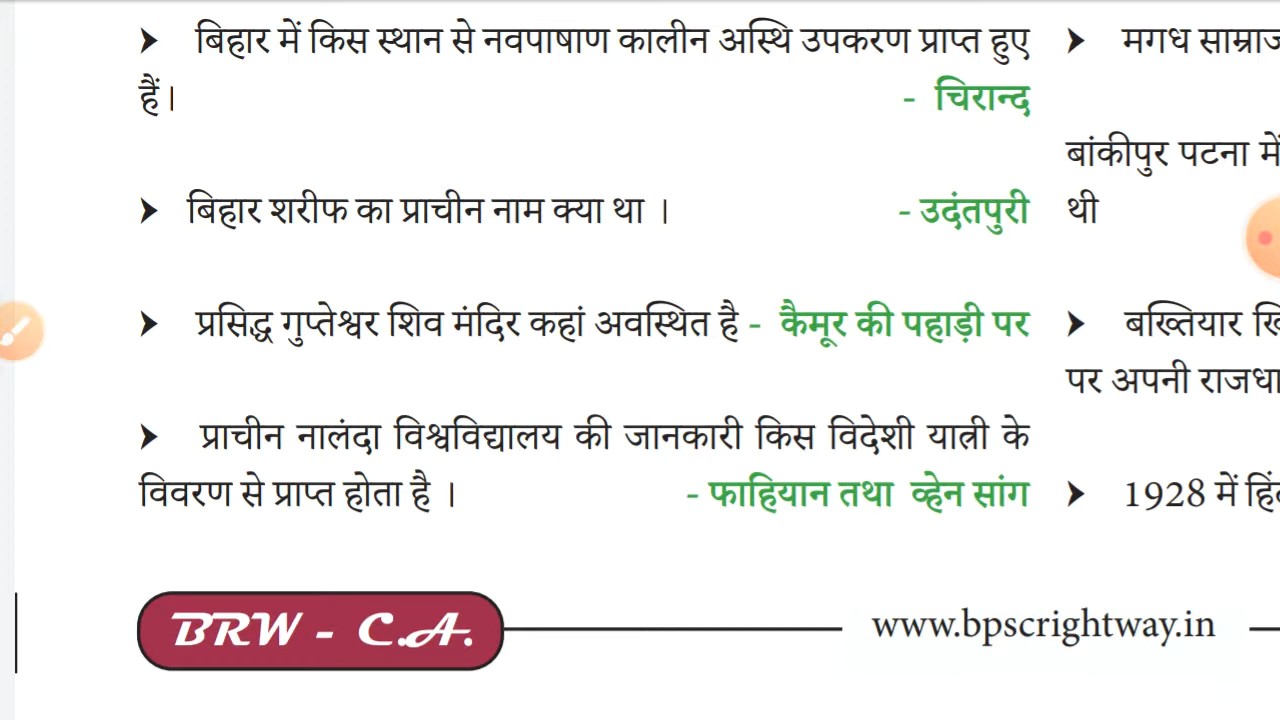 ➤ बिहार में किस स्थान से नवपाषाण कालीन अस्थि उपकरण प्राप्त हुए
हैं। - चिरान्द
➤ बिहार शरीफ का प्राचीन नाम क्या था । - उदंतपुरी
➤ प्रसिद्ध गुप्तेश्वर शिव मंदिर कहां अवस्थित है - कैमूर की पहाड़ी पर
➤ प्राचीन नालंदा विश्वविद्यालय की जानकारी किस विदेशी यात्री के
विवरण से प्राप्त होता है । - फाहियान तथा व्हेन सांग
➤ मगध
बांकीपुर पटना में
थी
➤ बख्तियार
पर अपनी
➤ 1928 में
BRW - C.A.
www.bpscrightway.in